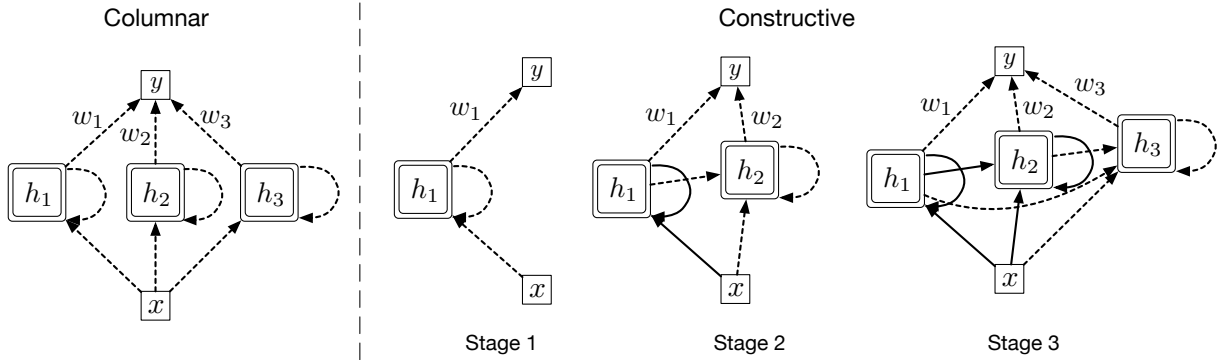 Columnar
Constructive
y
w₁ w₂ w₃
h₁ h₂ h₃
x
y
w₁
h₁
x
Stage 1
y
w₁ w₂
h₁ h₂
x
Stage 2
y
w₁ w₂ w₃
h₁ h₂ h₃
x
Stage 3